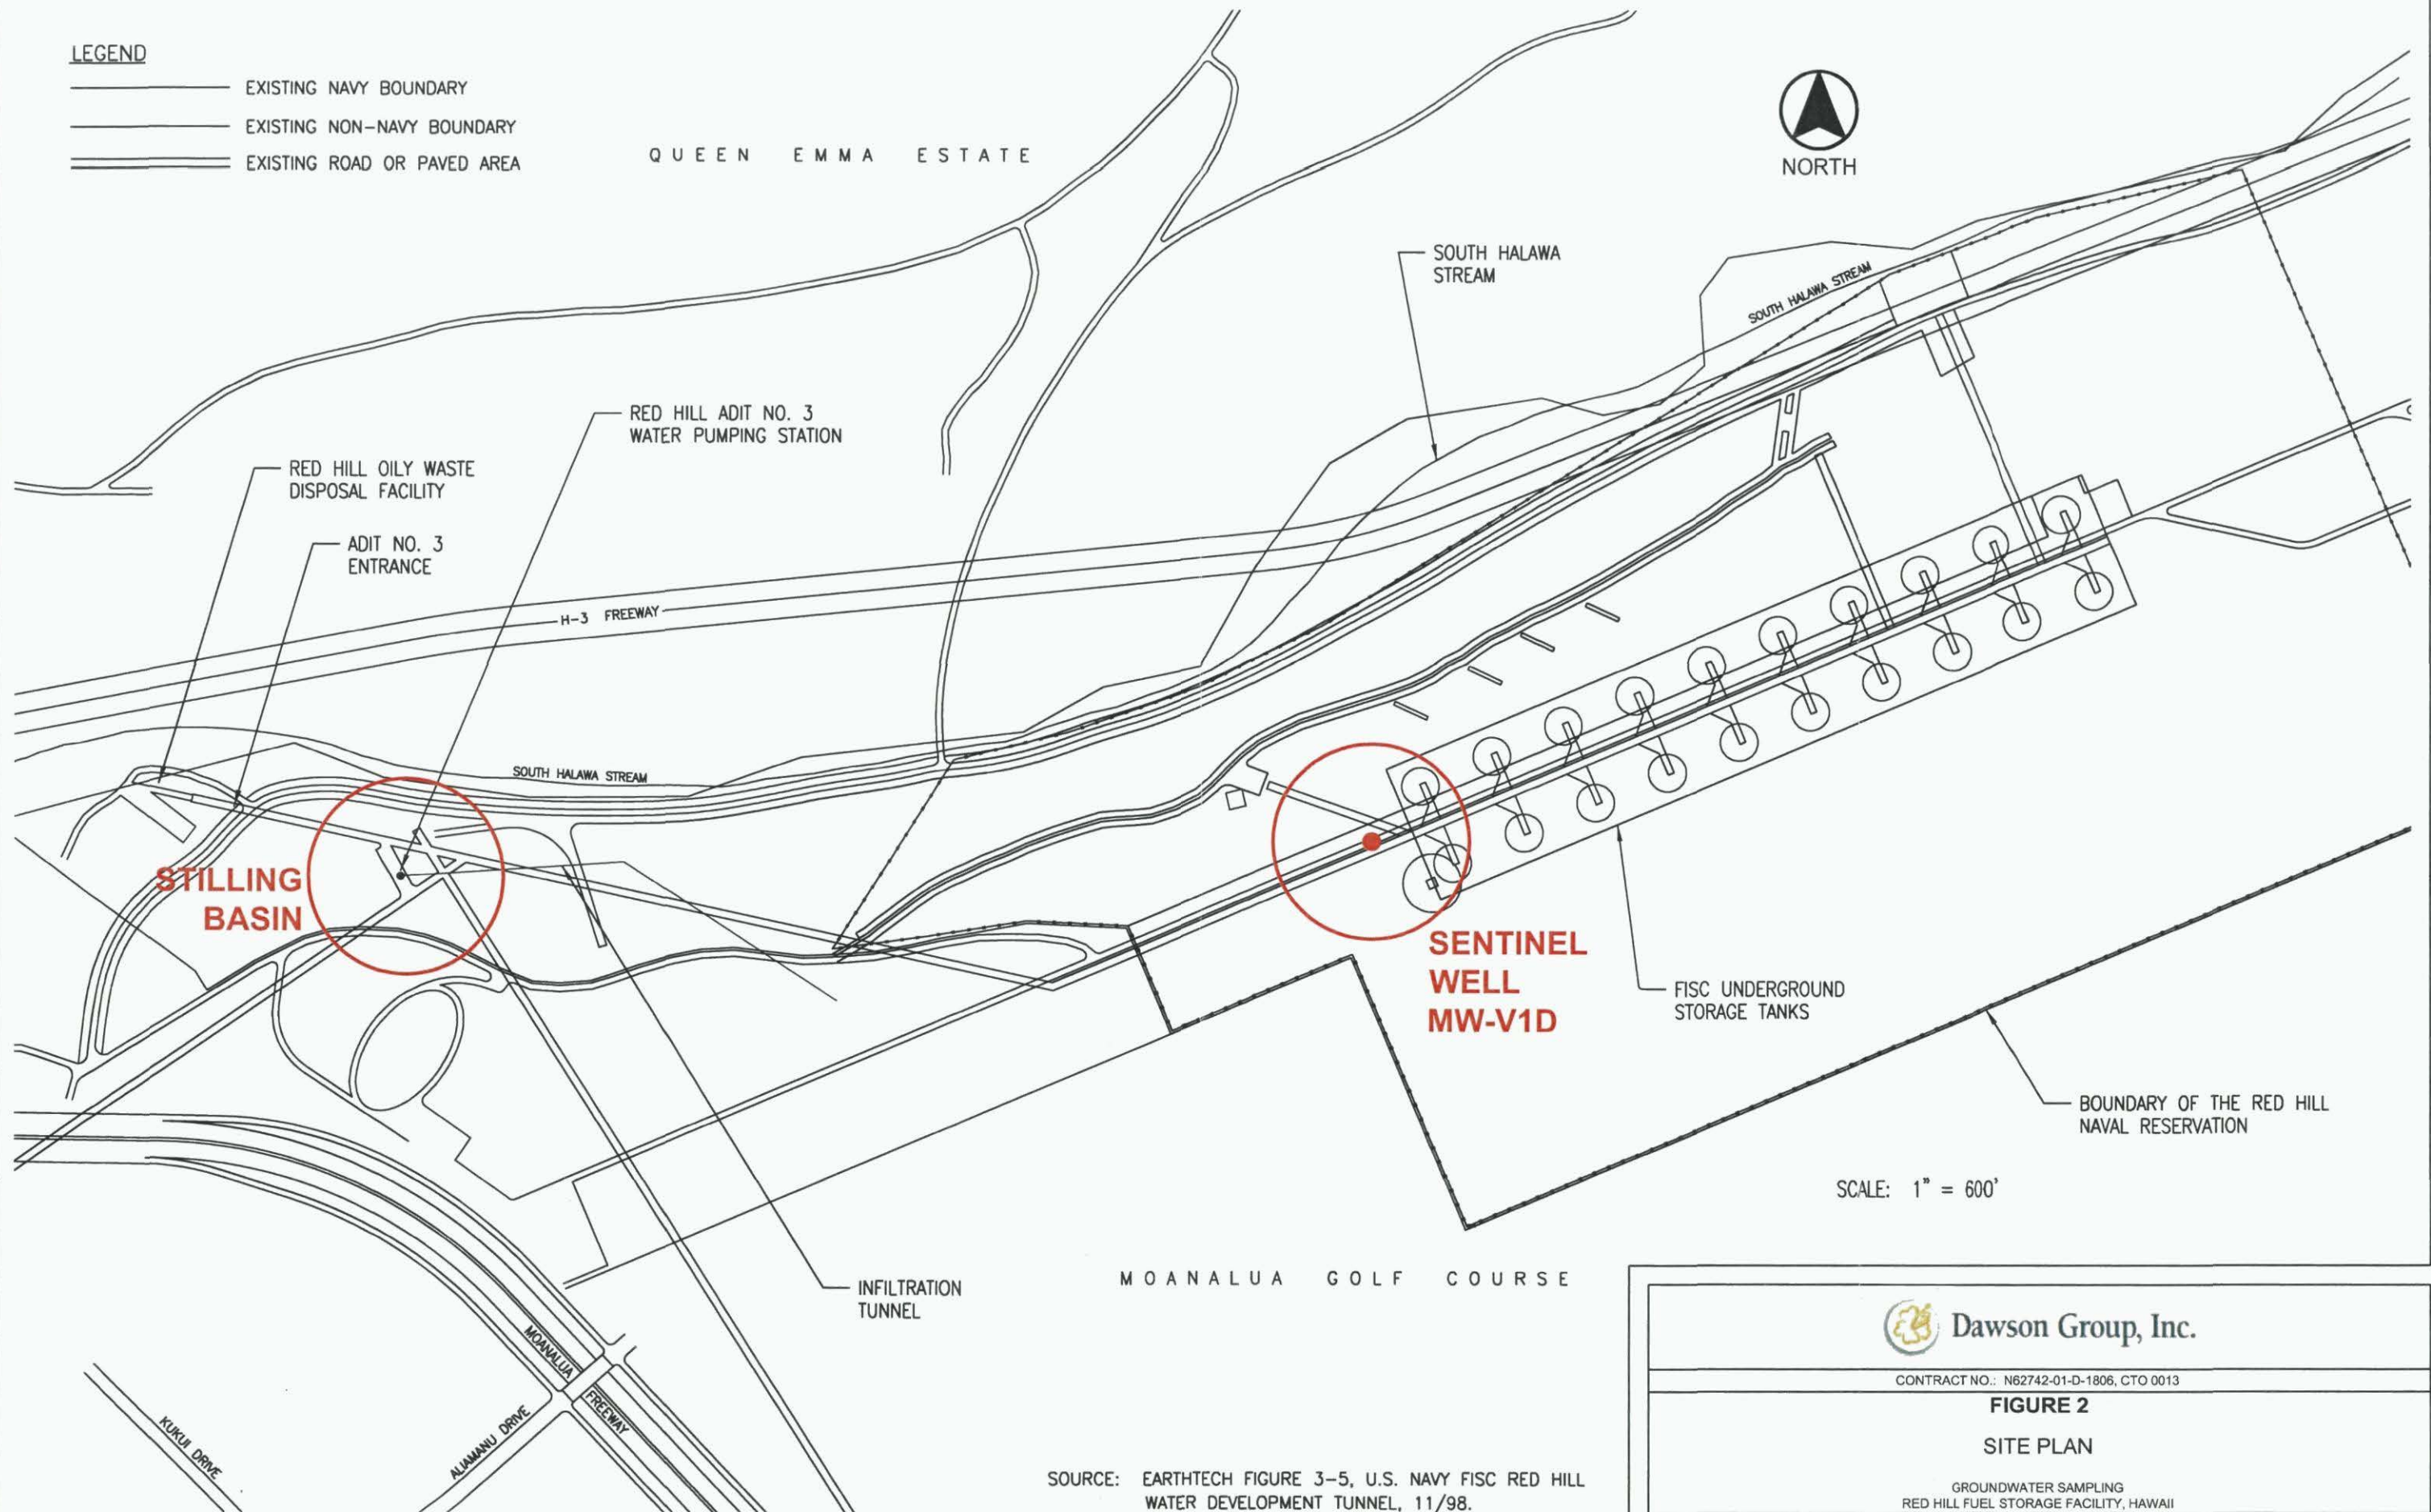 LEGEND
EXISTING NAVY BOUNDARY
EXISTING NON-NAVY BOUNDARY
EXISTING ROAD OR PAVED AREA
QUEEN EMMA ESTATE
NORTH
SOUTH HALAWA
STREAM
SOUTH HALAWA STREAM
RED HILL ADIT NO. 3
WATER PUMPING STATION
RED HILL OILY WASTE
DISPOSAL FACILITY
ADIT NO. 3
ENTRANCE
H-3 FREEWAY
SOUTH HALAWA STREAM
STILLING
BASIN
SENTINEL
WELL
MW-V1D
FISC UNDERGROUND
STORAGE TANKS
BOUNDARY OF THE RED HILL
NAVAL RESERVATION
SCALE: 1" = 600'
INFILTRATION
TUNNEL
MOANALUA GOLF COURSE
MOANALUA
FREEWAY
KUKUI DRIVE
ALIAMANU DRIVE
SOURCE: EARTHTECH FIGURE 3-5, U.S. NAVY FISC RED HILL
WATER DEVELOPMENT TUNNEL, 11/98.
Dawson Group, Inc.
CONTRACT NO.: N62742-01-D-1806, CTO 0013
FIGURE 2
SITE PLAN
GROUNDWATER SAMPLING
RED HILL FUEL STORAGE FACILITY, HAWAII